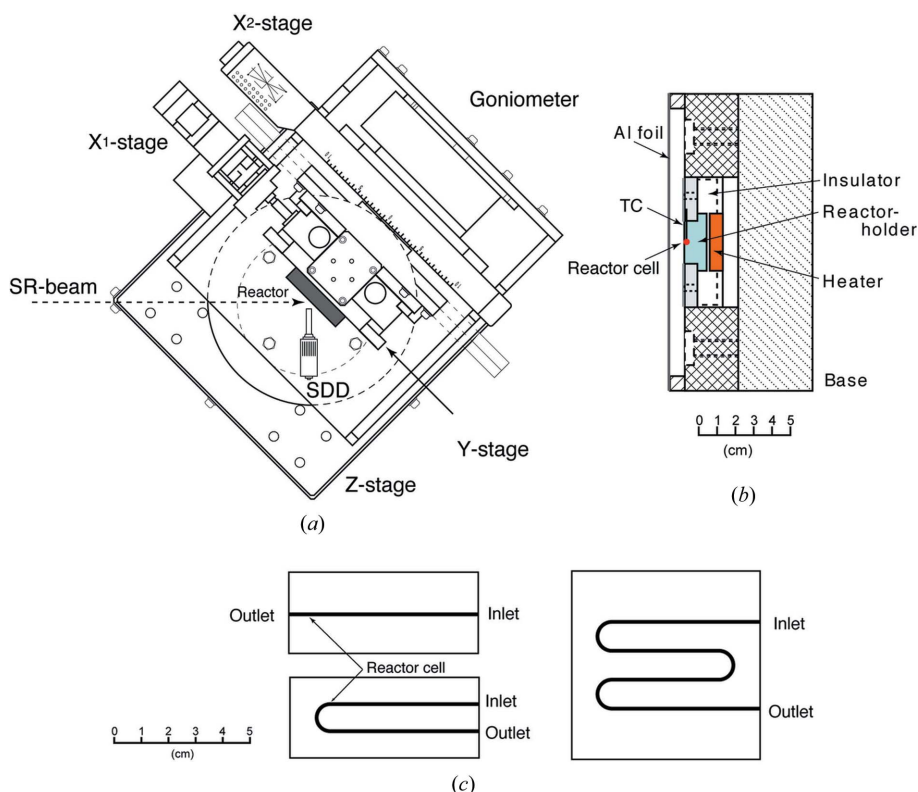 X2-stage
X1-stage
Goniometer
SR-beam
Reactor
SDD
Y-stage
Z-stage
(a)
Al foil
TC
Reactor cell
Insulator
Reactor-
holder
Heater
Base
0 1 2 3 4 5
(cm)
(b)
Outlet
Inlet
Reactor cell
Inlet
Outlet
0 1 2 3 4 5
(cm)
Inlet
Outlet
(c)